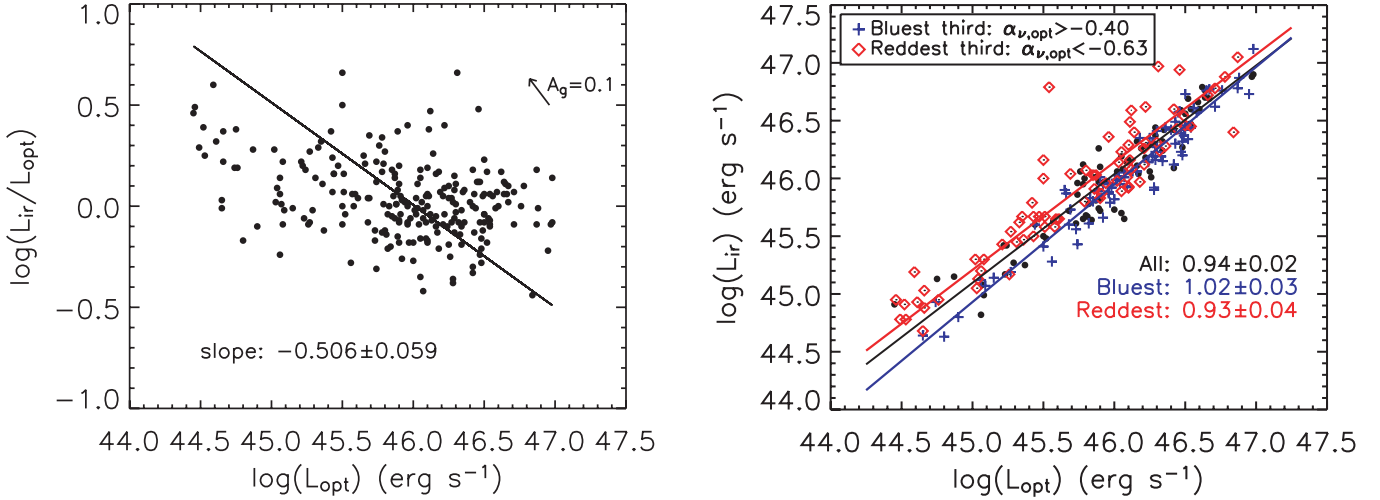 1.0
0.5
0.0
−0.5
−1.0
log(L_ir/L_opt)
A_g=0.1
slope: −0.506±0.059
44.0 44.5 45.0 45.5 46.0 46.5 47.0 47.5
log(L_opt) (erg s⁻¹)
47.5
47.0
46.5
46.0
45.5
45.0
44.5
44.0
log(L_ir) (erg s⁻¹)
Bluest third: α_ν,opt>−0.40
Reddest third: α_ν,opt<−0.63
All: 0.94±0.02
Bluest: 1.02±0.03
Reddest: 0.93±0.04
44.0 44.5 45.0 45.5 46.0 46.5 47.0 47.5
log(L_opt) (erg s⁻¹)